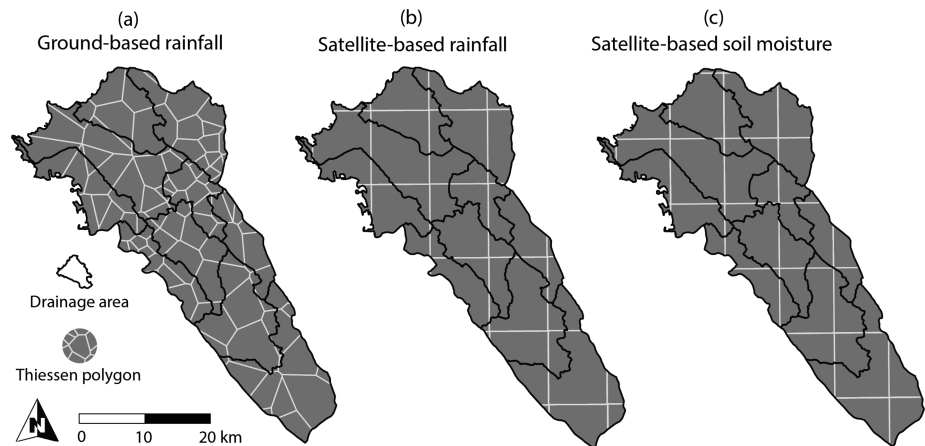 (a)
Ground-based rainfall
(b)
Satellite-based rainfall
(c)
Satellite-based soil moisture
Drainage area
Thiessen polygon
N
0 10 20 km